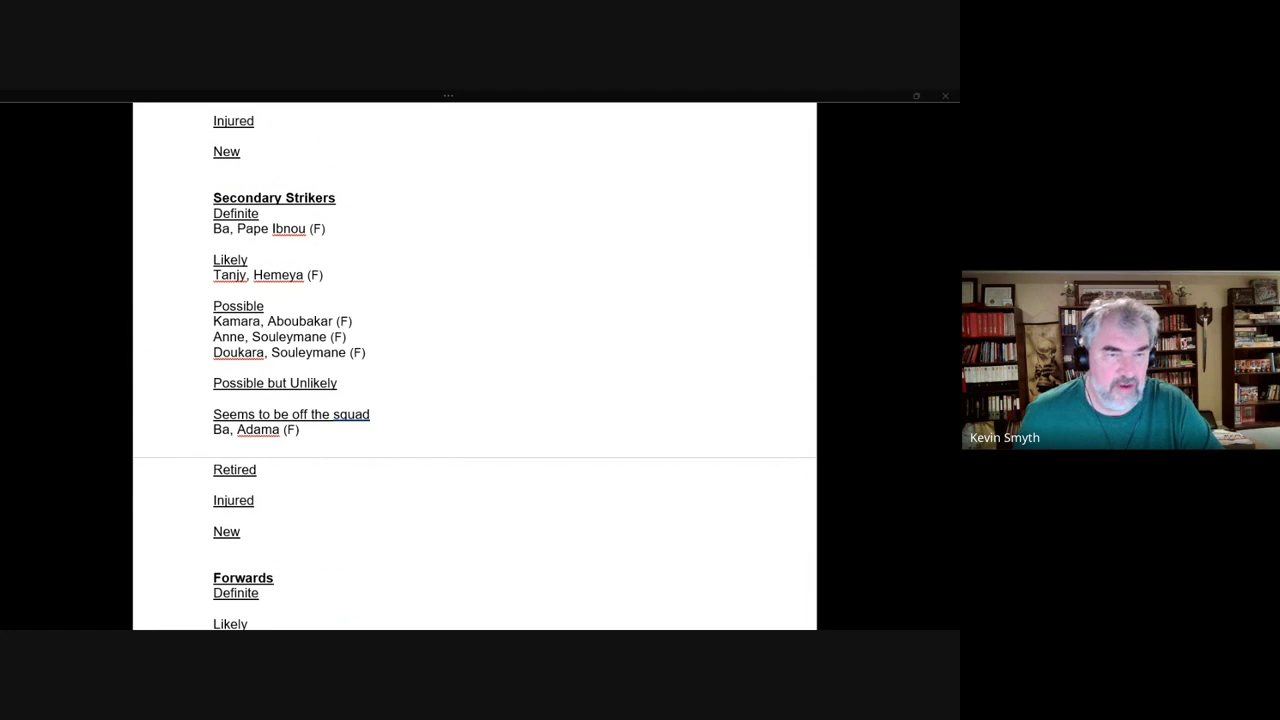 Injured
New
Secondary Strikers
Definite
Ba, Pape Ibnou (F)
Likely
Tanjy, Hemeya (F)
Possible
Kamara, Aboubakar (F)
Anne, Souleymane (F)
Doukara, Souleymane (F)
Possible but Unlikely
Seems to be off the squad
Ba, Adama (F)
Retired
Injured
New
Forwards
Definite
Likely
Kevin Smyth